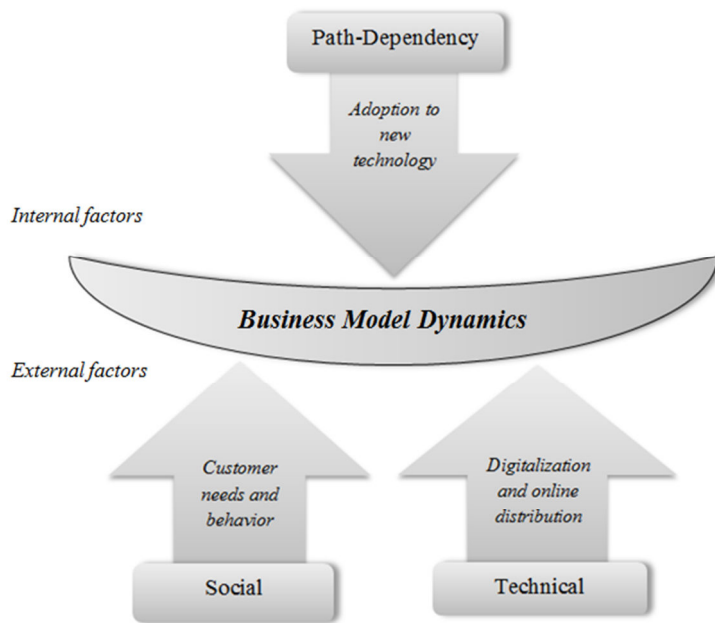 Path-Dependency
Adoption to
new
technology
Internal factors
Business Model Dynamics
External factors
Customer
needs and
behavior
Digitalization
and online
distribution
Social
Technical